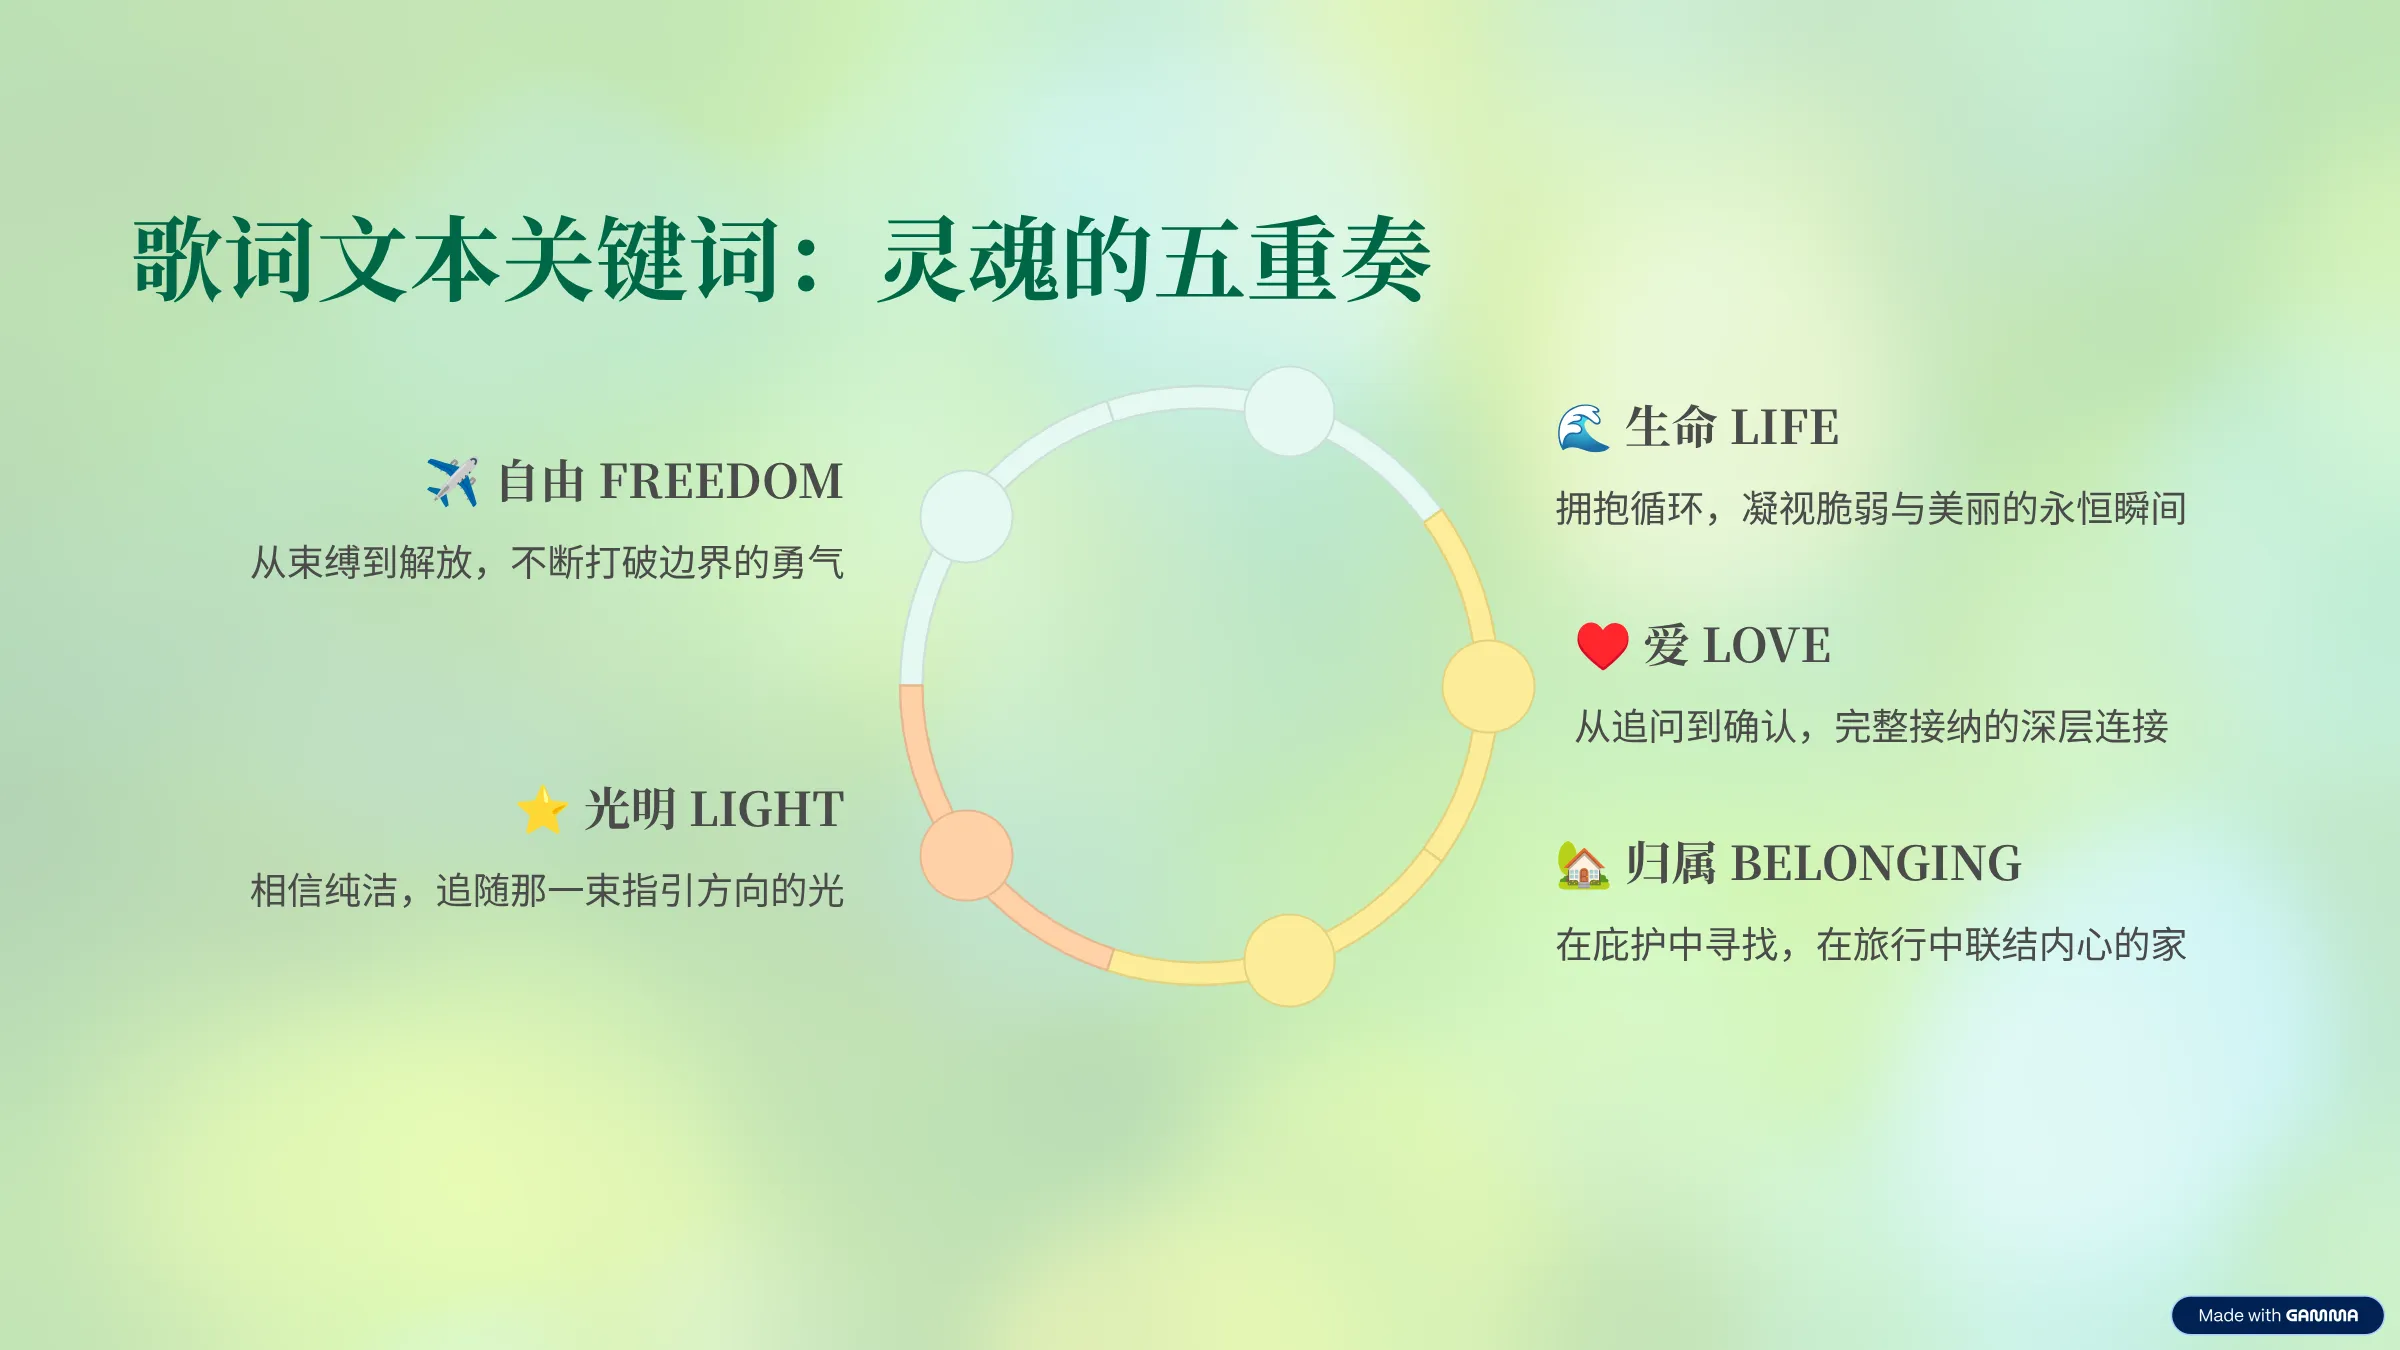 歌词文本关键词：灵魂的五重奏
生命 LIFE
拥抱循环，凝视脆弱与美丽的永恒瞬间
爱 LOVE
从追问到确认，完整接纳的深层连接
归属 BELONGING
在庇护中寻找，在旅行中联结内心的家
光明 LIGHT
相信纯洁，追随那一束指引方向的光
自由 FREEDOM
从束缚到解放，不断打破边界的勇气
Made with GAMMA